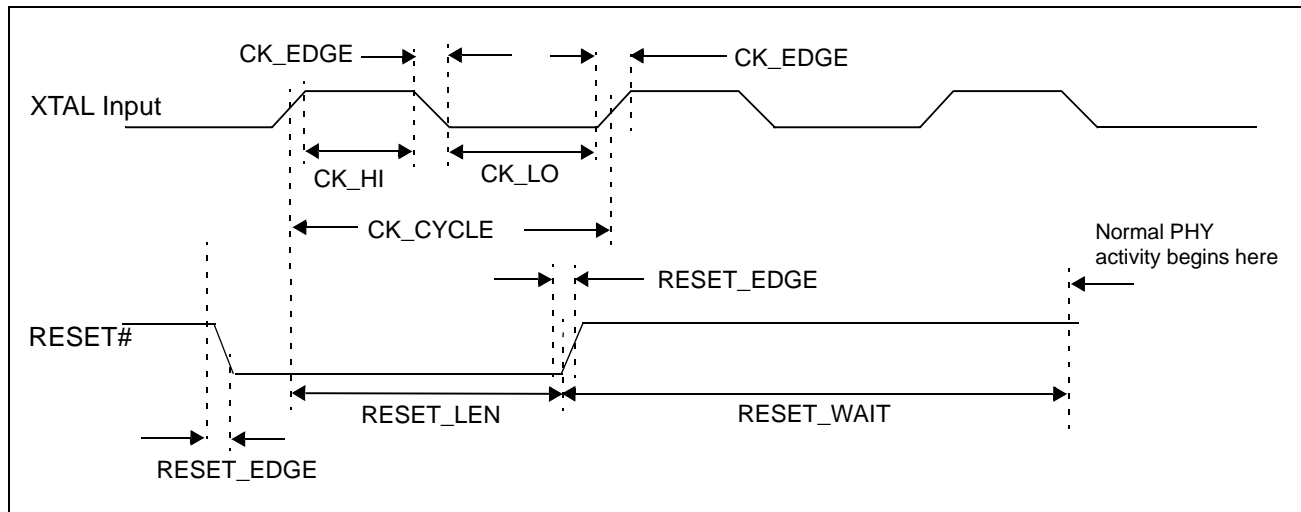 CK_EDGE
CK_EDGE
XTAL Input
CK_HI
CK_LO
CK_CYCLE
Normal PHY
activity begins here
RESET_EDGE
RESET#
RESET_LEN
RESET_WAIT
RESET_EDGE